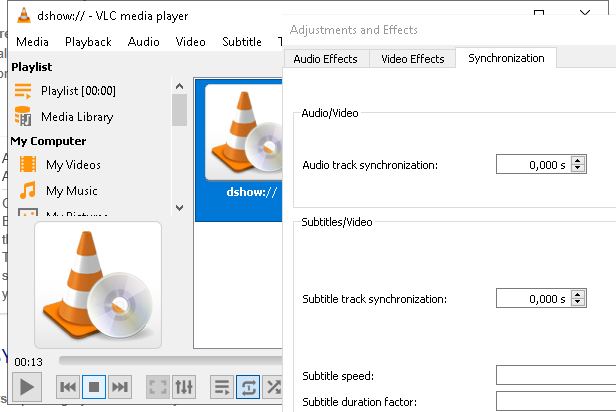 dshow:// - VLC media player
Media Playback Audio Video Subtitle
Playlist
Playlist [00:00]
Media Library
My Computer
My Videos
My Music
My Pictures
dshow://
00:13
Adjustments and Effects
Audio Effects Video Effects Synchronization
Audio/Video
Audio track synchronization: 0,000 s
Subtitles/Video
Subtitle track synchronization: 0,000 s
Subtitle speed:
Subtitle duration factor: